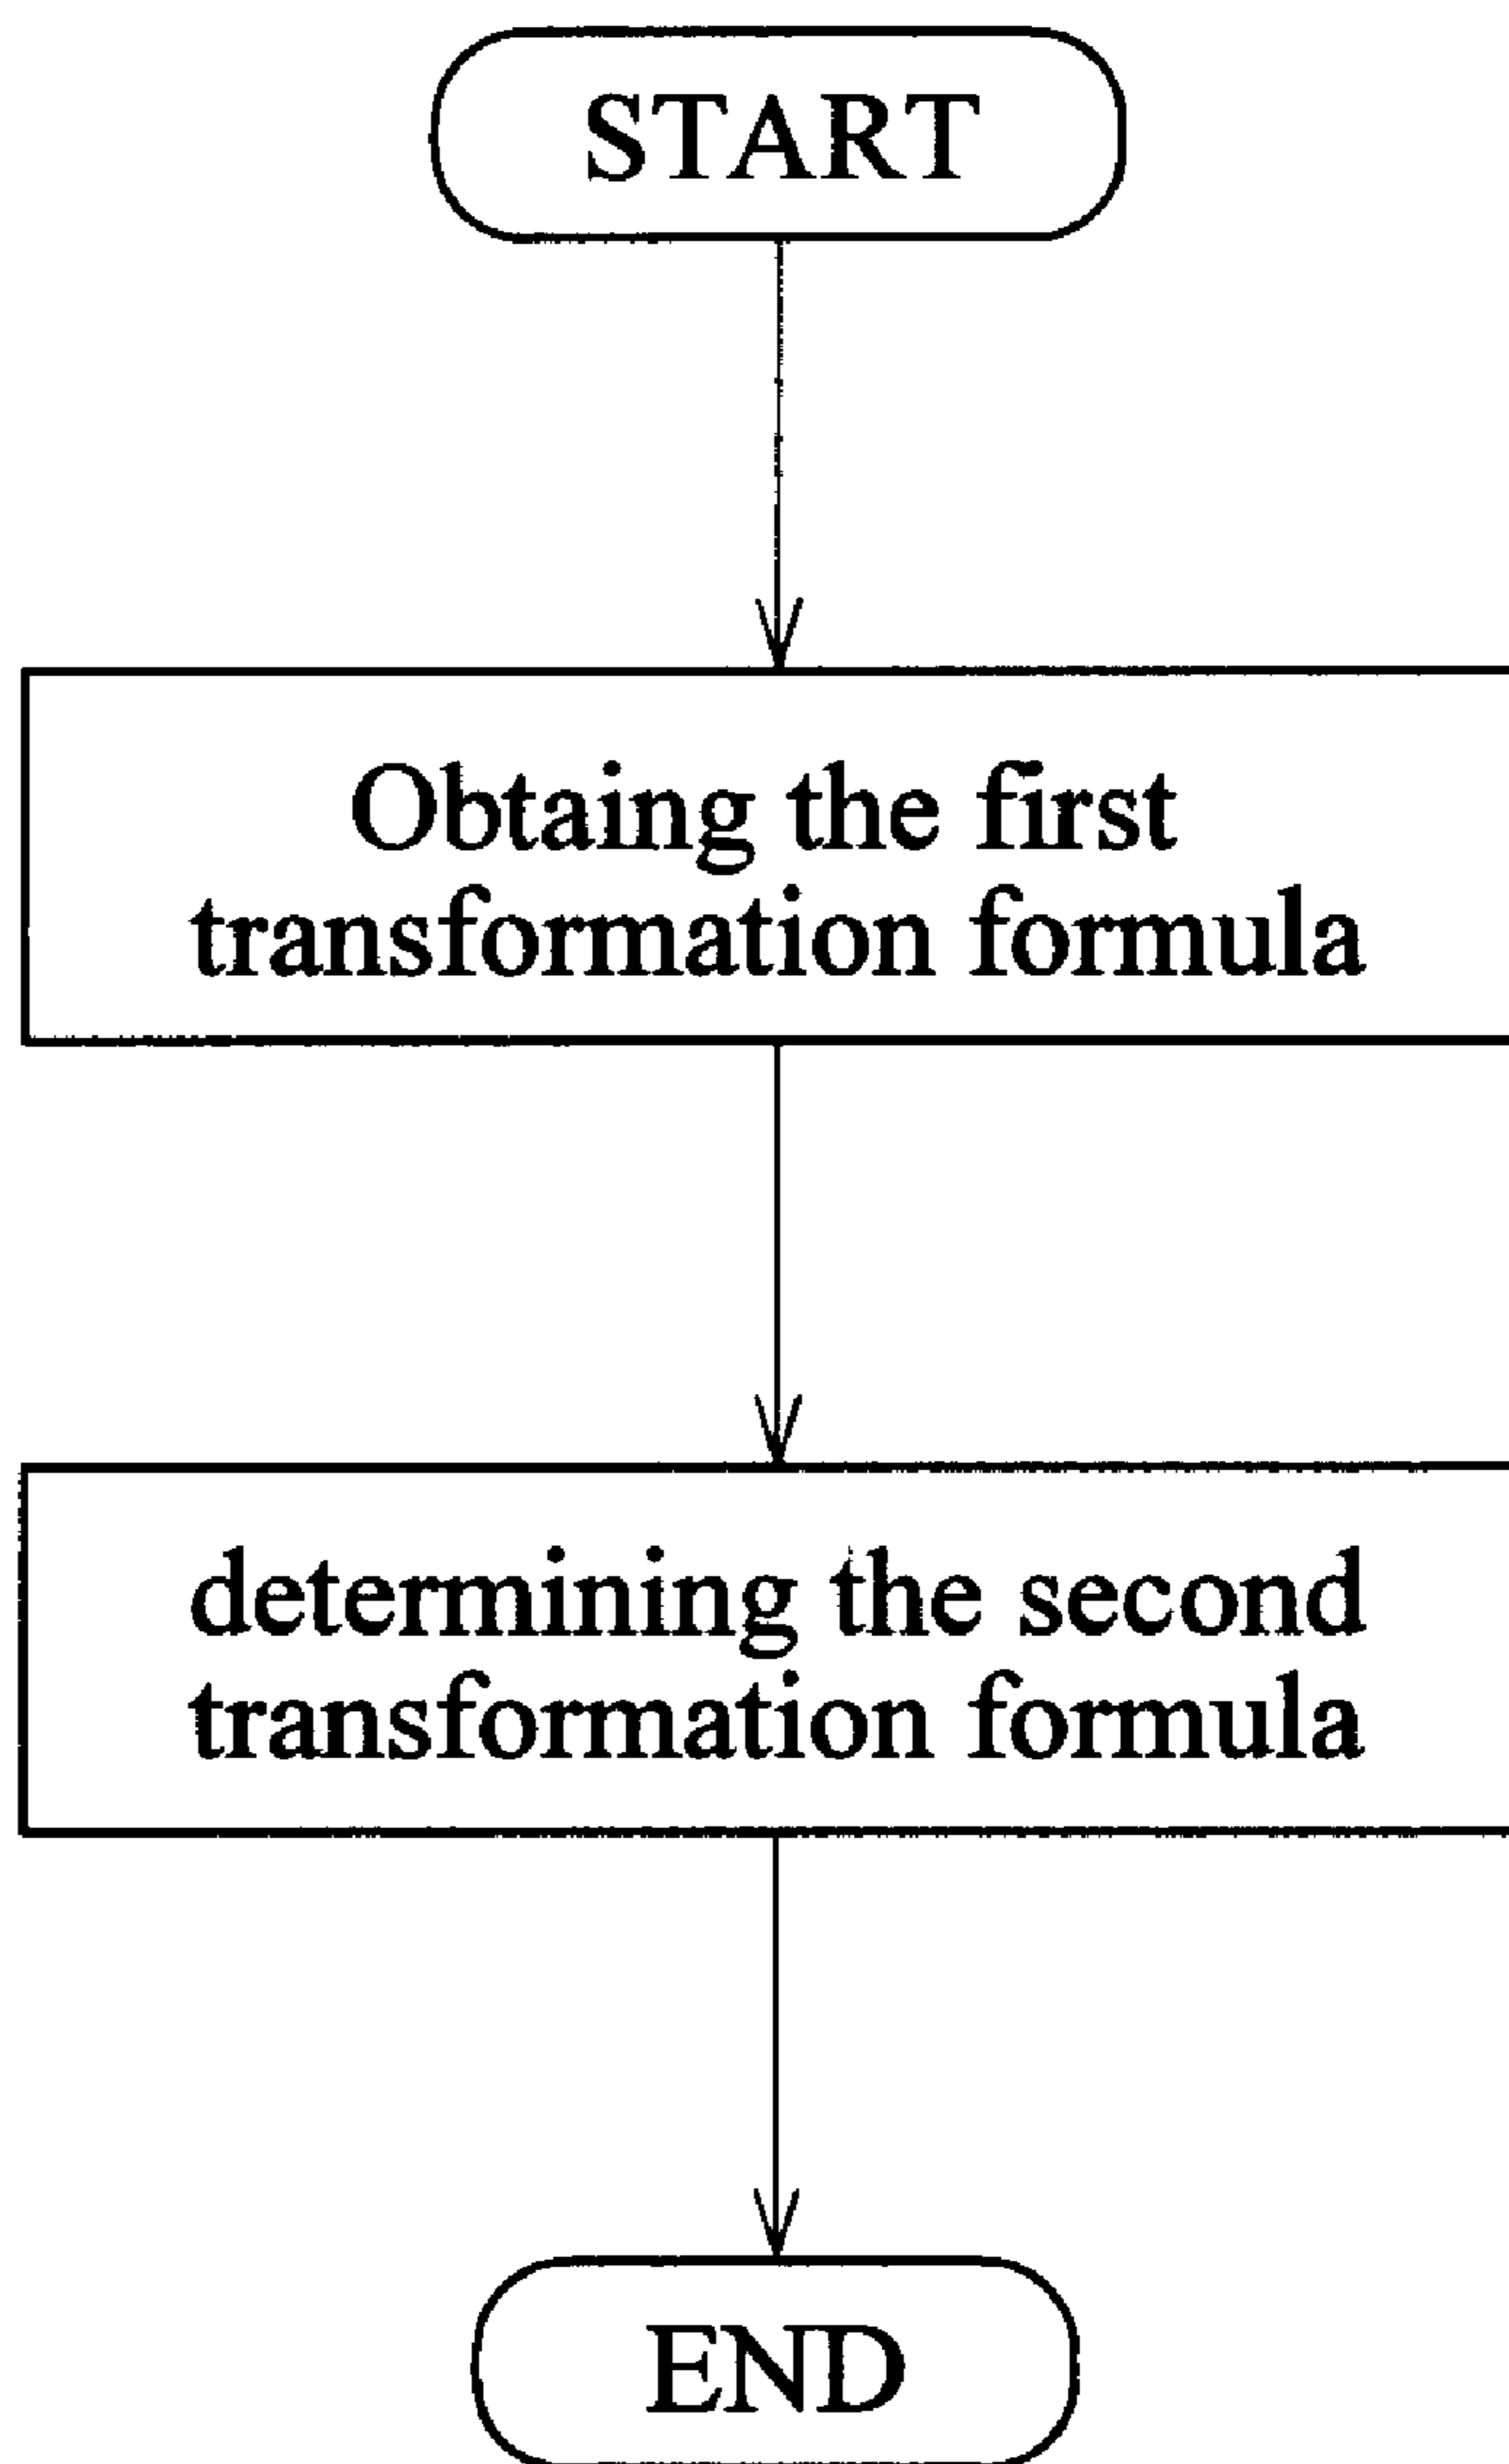 START
Obtaing the first
transformation formula
determining the second
transformation formula
END